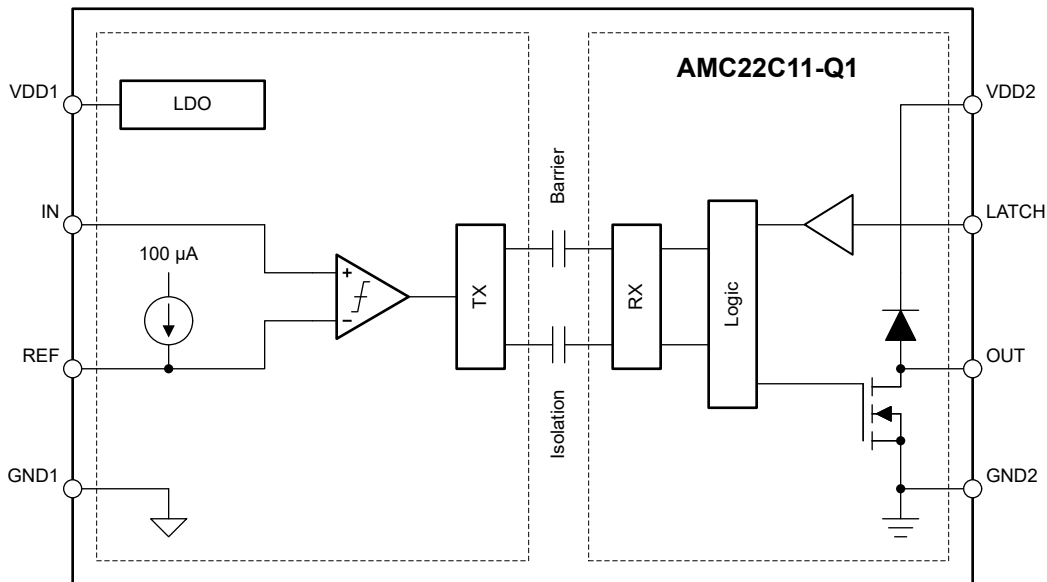 AMC22C11-Q1
VDD1
LDO
VDD2
Barrier
IN
LATCH
100 µA
+
−
TX
RX
Logic
REF
OUT
Isolation
GND1
GND2